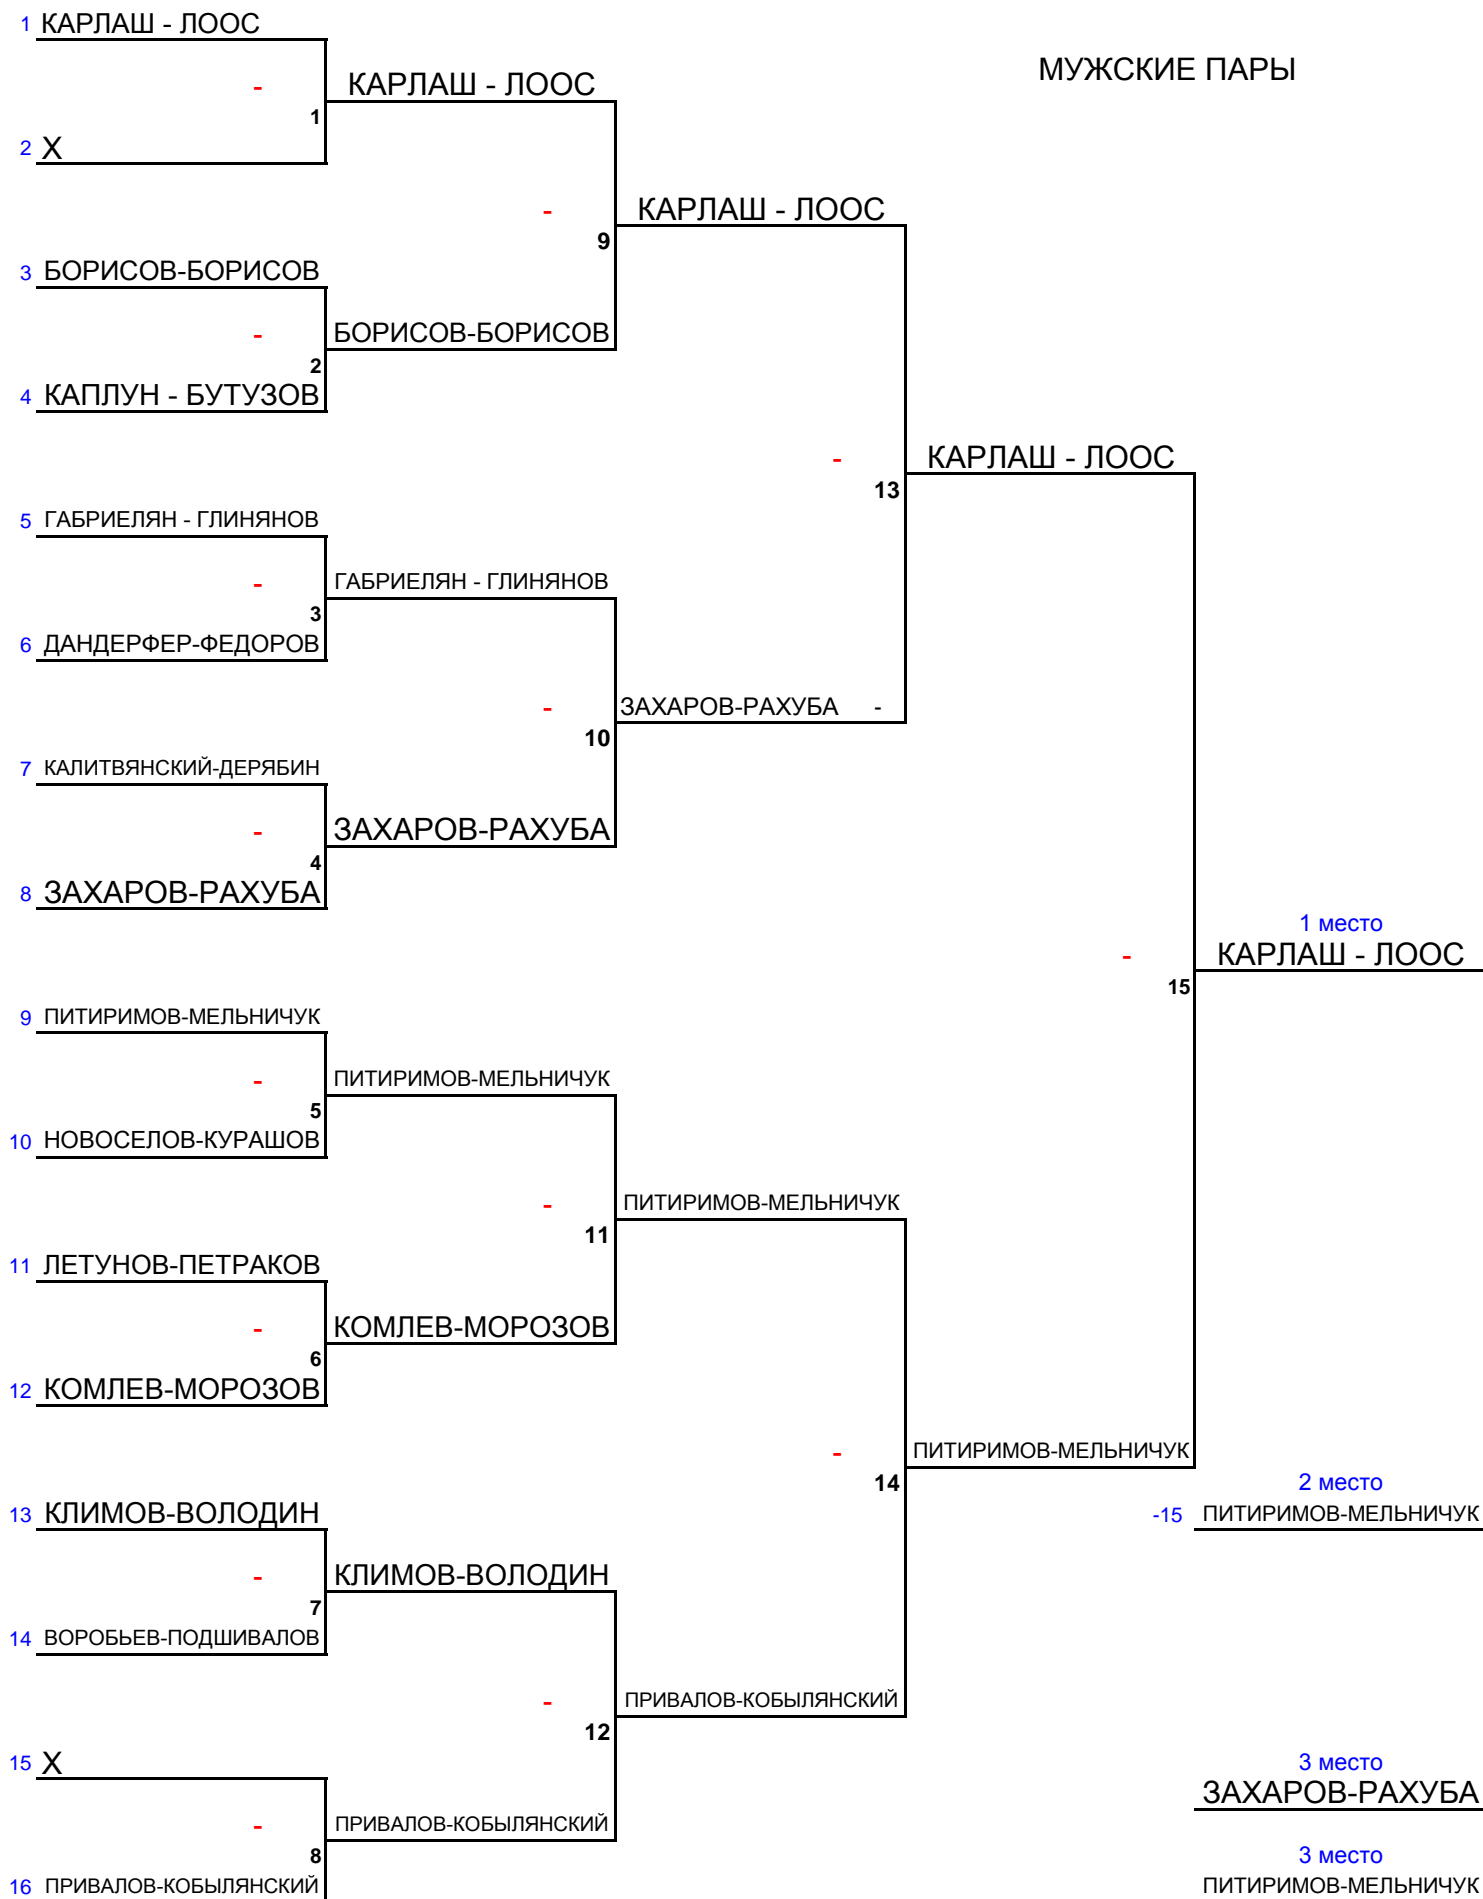 1 КАРЛАШ - ЛООС
МУЖСКИЕ ПАРЫ
- КАРЛАШ - ЛООС
1
2 Х
- КАРЛАШ - ЛООС
9
3 БОРИСОВ-БОРИСОВ
- БОРИСОВ-БОРИСОВ
2
4 КАПЛУН - БУТУЗОВ
- КАРЛАШ - ЛООС
13
5 ГАБРИЕЛЯН - ГЛИНЯНОВ
- ГАБРИЕЛЯН - ГЛИНЯНОВ
3
6 ДАНДЕРФЕР-ФЕДОРОВ
- ЗАХАРОВ-РАХУБА -
10
7 КАЛИТВЯНСКИЙ-ДЕРЯБИН
- ЗАХАРОВ-РАХУБА
4
8 ЗАХАРОВ-РАХУБА
1 место
- КАРЛАШ - ЛООС
15
9 ПИТИРИМОВ-МЕЛЬНИЧУК
- ПИТИРИМОВ-МЕЛЬНИЧУК
5
10 НОВОСЕЛОВ-КУРАШОВ
- ПИТИРИМОВ-МЕЛЬНИЧУК
11
11 ЛЕТУНОВ-ПЕТРАКОВ
- КОМЛЕВ-МОРОЗОВ
6
12 КОМЛЕВ-МОРОЗОВ
- ПИТИРИМОВ-МЕЛЬНИЧУК
14
2 место
13 КЛИМОВ-ВОЛОДИН
-15 ПИТИРИМОВ-МЕЛЬНИЧУК
- КЛИМОВ-ВОЛОДИН
7
14 ВОРОБЬЕВ-ПОДШИВАЛОВ
- ПРИВАЛОВ-КОБЫЛЯНСКИЙ
12
15 Х
3 место
ЗАХАРОВ-РАХУБА
- ПРИВАЛОВ-КОБЫЛЯНСКИЙ
8
3 место
16 ПРИВАЛОВ-КОБЫЛЯНСКИЙ
ПИТИРИМОВ-МЕЛЬНИЧУК